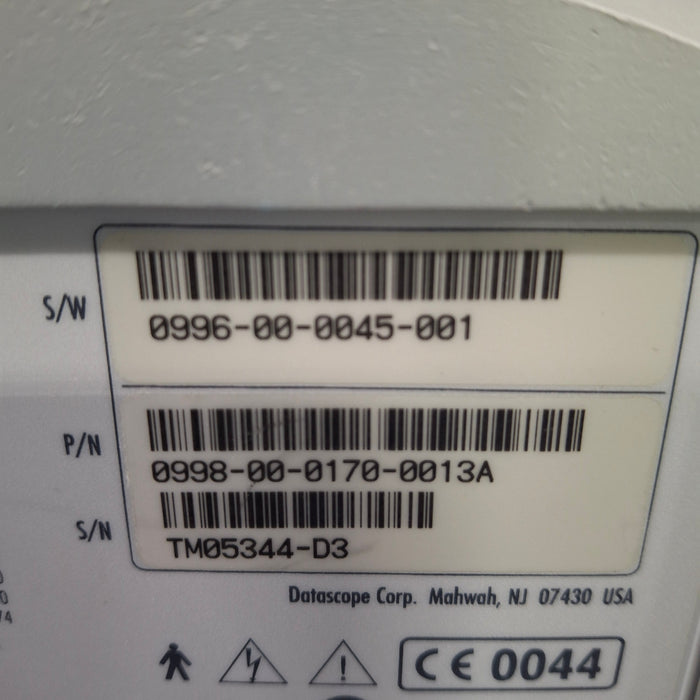 S/W
0996-00-0045-001
P/N
0998-00-0170-0013A
S/N
TM05344-D3
Datascope Corp. Mahwah, NJ 07430 USA
CE 0044